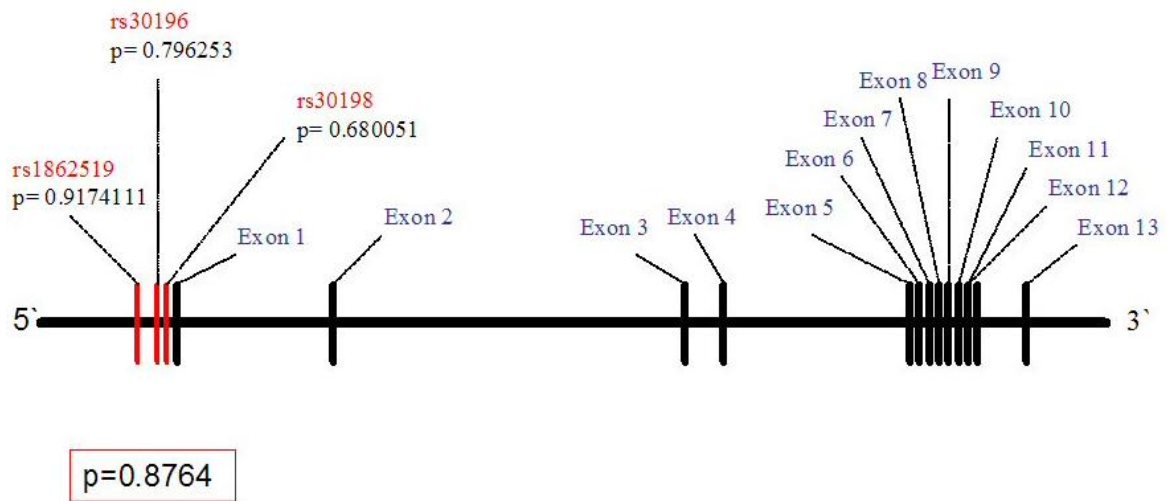 rs30196
p= 0.796253
rs30198
p= 0.680051
rs1862519
p= 0.9174111
Exon 1
Exon 2
Exon 3
Exon 4
Exon 5
Exon 6
Exon 7
Exon 8
Exon 9
Exon 10
Exon 11
Exon 12
Exon 13
5`
3`
p=0.8764